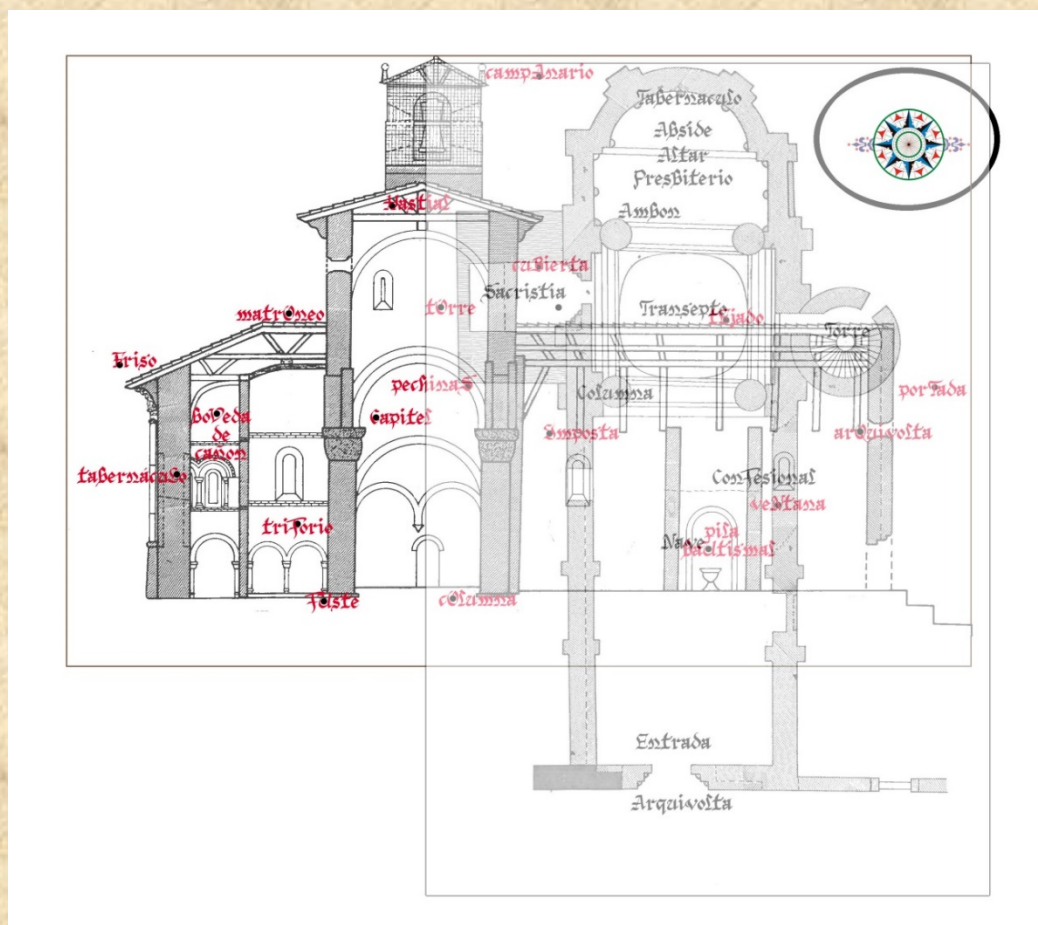 campanario
Tabernaculo
Abside
Altar
Presbiterio
Hastial
Ambon
cubierta
Sacristia
matroneo
torre
Transepto
tejado
Torre
Friso
pechinas
Columna
portada
Boveda
de
cañon
Capitel
Imposta
arquivolta
tabernáculo
Confesional
ventana
triforio
pila
Nave
bautismal
Fuste
columna
Entrada
Arquivolta